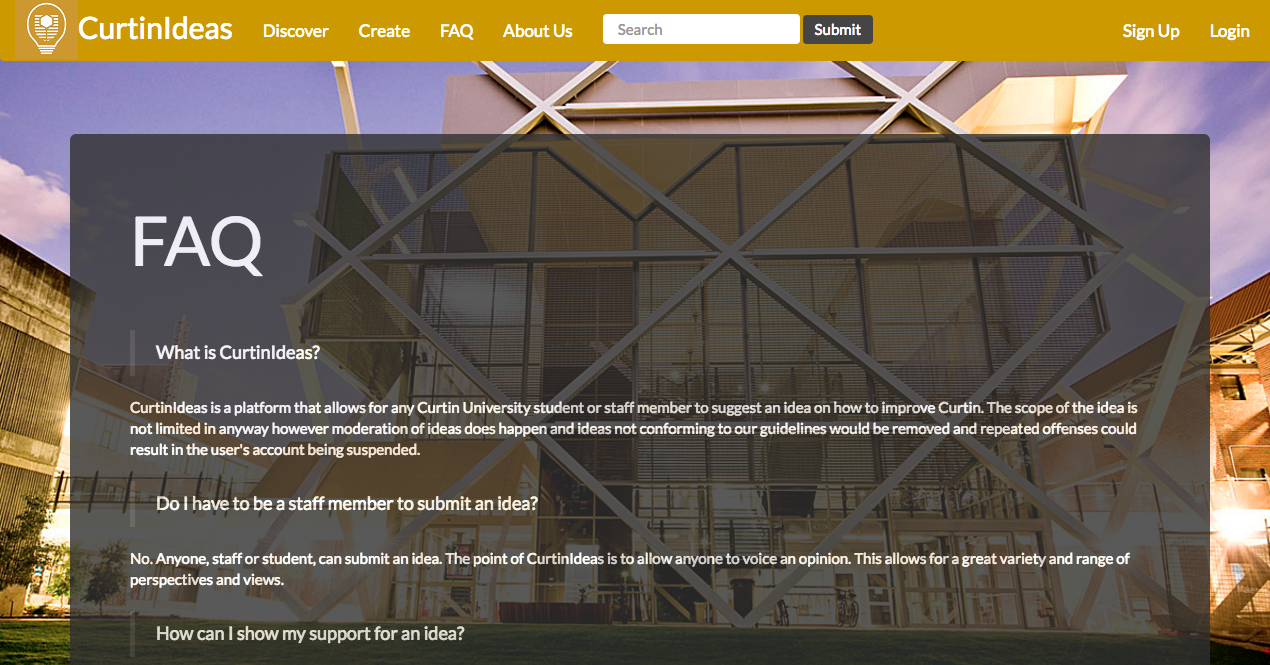 CurtinIdeas Discover Create FAQ About Us Search Submit Sign Up Login
FAQ
What is CurtinIdeas?
CurtinIdeas is a platform that allows for any Curtin University student or staff member to suggest an idea on how to improve Curtin. The scope of the idea is
not limited in anyway however moderation of ideas does happen and ideas not conforming to our guidelines would be removed and repeated offenses could
result in the user's account being suspended.
Do I have to be a staff member to submit an idea?
No. Anyone, staff or student, can submit an idea. The point of CurtinIdeas is to allow anyone to voice an opinion. This allows for a great variety and range of
perspectives and views.
How can I show my support for an idea?